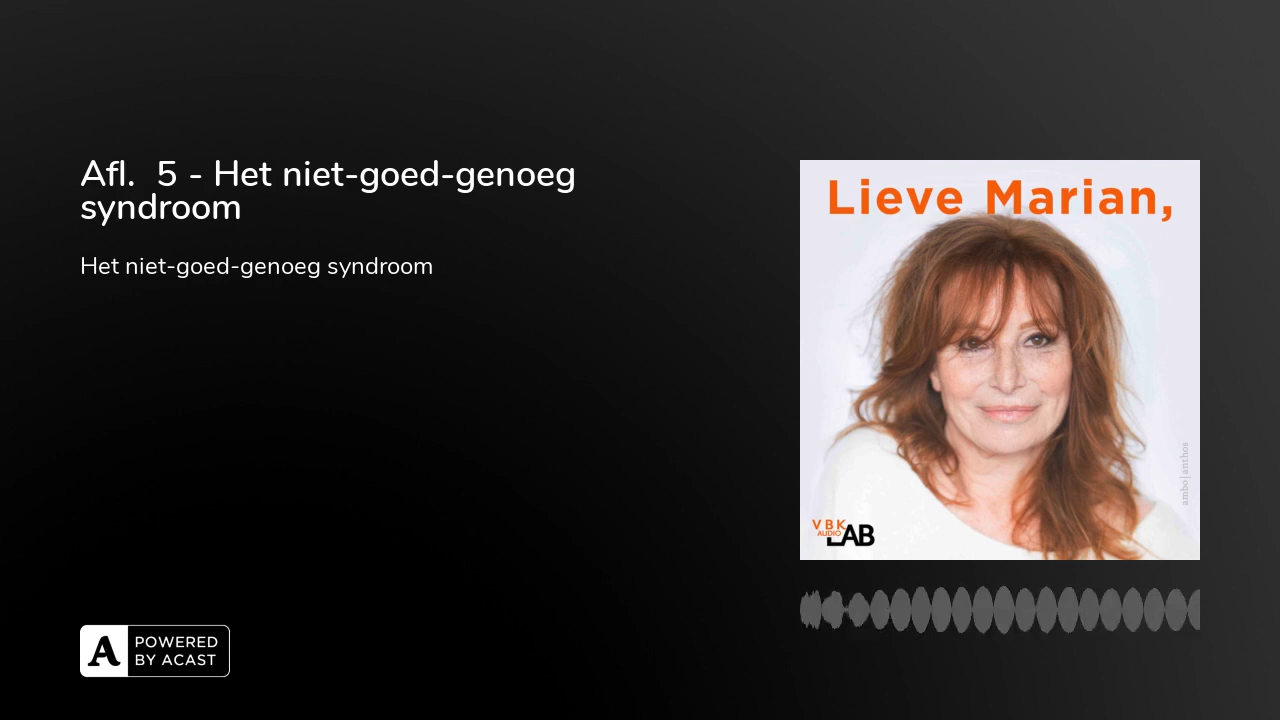 Afl.  5 - Het niet-goed-genoeg
syndroom
Het niet-goed-genoeg syndroom
Lieve Marian,
ambo|anthos
VBK
AUDIO
LAB
A
POWERED
BY ACAST